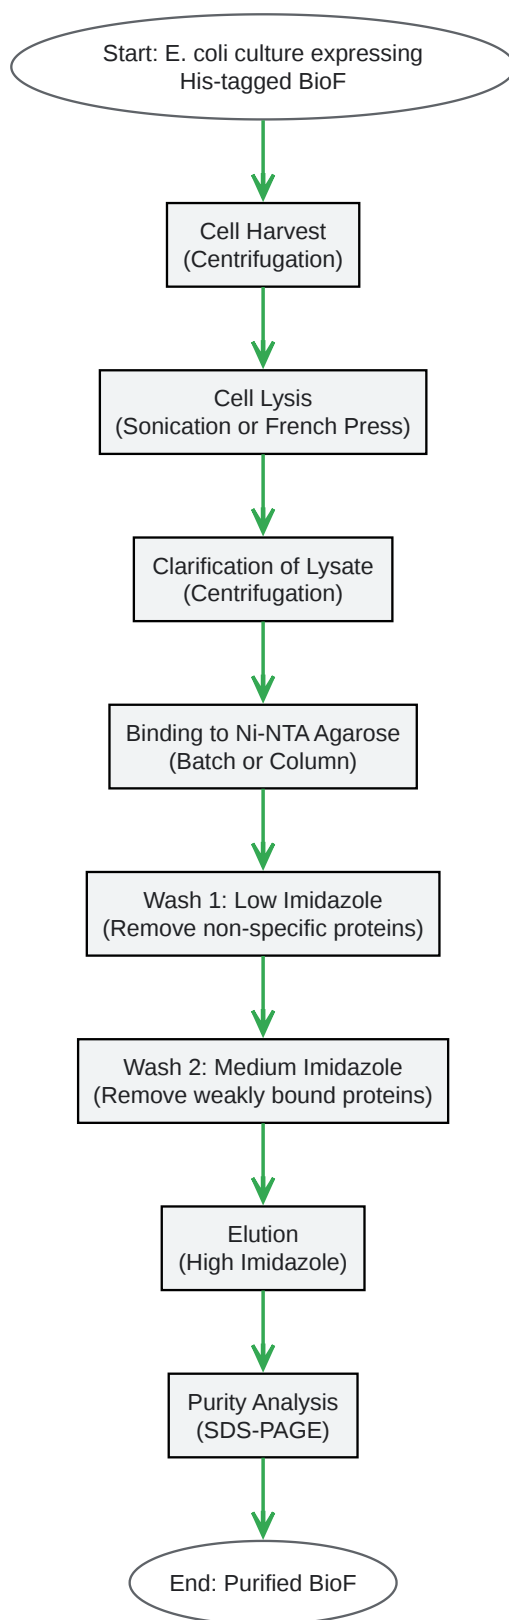 Start: E. coli culture expressing
His-tagged BioF
Cell Harvest
(Centrifugation)
Cell Lysis
(Sonication or French Press)
Clarification of Lysate
(Centrifugation)
Binding to Ni-NTA Agarose
(Batch or Column)
Wash 1: Low Imidazole
(Remove non-specific proteins)
Wash 2: Medium Imidazole
(Remove weakly bound proteins)
Elution
(High Imidazole)
Purity Analysis
(SDS-PAGE)
End: Purified BioF